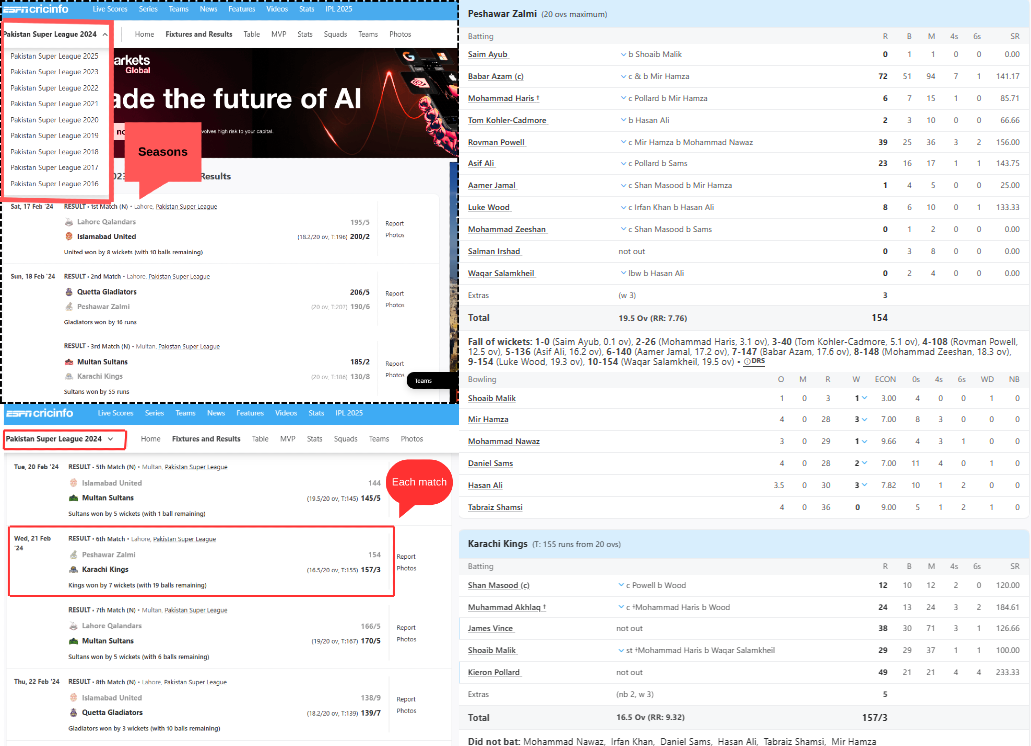 ESPNcricinfo Live Scores Series Teams News Features Videos Stats IPL 2025
Pakistan Super League 2024 Home Fixtures and Results Table MVP Stats Squads Teams Photos
Pakistan Super League 2025
Pakistan Super League 2023
Pakistan Super League 2022
Pakistan Super League 2021
Pakistan Super League 2020
Pakistan Super League 2019
Pakistan Super League 2018
Pakistan Super League 2017
Pakistan Super League 2016
arkets
Global
ade the future of AI
no
volves high risk to your capital.
Seasons
023
Results
Sat, 17 Feb '24 RESULT • 1st Match (N) • Lahore, Pakistan Super League
Lahore Qalandars 195/5 Report
Islamabad United (18.2/20 ov, T:196) 200/2 Photos
United won by 8 wickets (with 10 balls remaining)
Sun, 18 Feb '24 RESULT • 2nd Match • Lahore, Pakistan Super League
Quetta Gladiators 206/5 Report
Peshawar Zalmi (20 ov, T:207) 190/6 Photos
Gladiators won by 16 runs
RESULT • 3rd Match (N) • Multan, Pakistan Super League
Multan Sultans 185/2 Report
Karachi Kings (20 ov, T:186) 130/8 Photos
Sultans won by 55 runs
Teams
ESPNcricinfo Live Scores Series Teams News Features Videos Stats IPL 2025
Pakistan Super League 2024 Home Fixtures and Results Table MVP Stats Squads Teams Photos
Tue, 20 Feb '24 RESULT • 5th Match (N) • Multan, Pakistan Super League
Islamabad United 144
Multan Sultans (19.5/20 ov, T:145) 145/5
Sultans won by 5 wickets (with 1 ball remaining)
Each match
Wed, 21 Feb '24 RESULT • 6th Match (N) • Lahore, Pakistan Super League
Peshawar Zalmi 154 Report
Karachi Kings (16.5/20 ov, T:155) 157/3 Photos
Kings won by 7 wickets (with 19 balls remaining)
RESULT • 7th Match (N) • Multan, Pakistan Super League
Lahore Qalandars 166/5 Report
Multan Sultans (19/20 ov, T:167) 170/5 Photos
Sultans won by 5 wickets (with 6 balls remaining)
Thu, 22 Feb '24 RESULT • 8th Match (N) • Lahore, Pakistan Super League
Islamabad United 138/9 Report
Quetta Gladiators (18.2/20 ov, T:139) 139/7 Photos
Gladiators won by 3 wickets (with 10 balls remaining)
Peshawar Zalmi (20 ovs maximum)
Batting R B M 4s 6s SR
Saim Ayub b Shoaib Malik 0 1 1 0 0 0.00
Babar Azam (c) c & b Mir Hamza 72 51 94 7 1 141.17
Mohammad Haris † c Pollard b Mir Hamza 6 7 15 1 0 85.71
Tom Kohler-Cadmore b Hasan Ali 2 3 10 0 0 66.66
Rovman Powell c Mir Hamza b Mohammad Nawaz 39 25 36 3 2 156.00
Asif Ali c Pollard b Sams 23 16 17 1 1 143.75
Aamer Jamal c Shan Masood b Mir Hamza 1 4 5 0 0 25.00
Luke Wood c Irfan Khan b Hasan Ali 8 6 10 0 1 133.33
Mohammad Zeeshan c Shan Masood b Sams 0 1 2 0 0 0.00
Salman Irshad not out 0 3 8 0 0 0.00
Waqar Salamkheil lbw b Hasan Ali 0 2 4 0 0 0.00
Extras (w 3) 3
Total 19.5 Ov (RR: 7.76) 154
Fall of wickets: 1-0 (Saim Ayub, 0.1 ov), 2-26 (Mohammad Haris, 3.1 ov), 3-40 (Tom Kohler-Cadmore, 5.1 ov), 4-108 (Rovman Powell,
12.5 ov), 5-136 (Asif Ali, 16.2 ov), 6-140 (Aamer Jamal, 17.2 ov), 7-147 (Babar Azam, 17.6 ov), 8-148 (Mohammad Zeeshan, 18.3 ov),
9-154 (Luke Wood, 19.3 ov), 10-154 (Waqar Salamkheil, 19.5 ov) • DRS
Bowling O M R W ECON 0s 4s 6s WD NB
Shoaib Malik 1 0 3 1 3.00 4 0 0 1 0
Mir Hamza 4 0 28 3 7.00 8 3 0 0 0
Mohammad Nawaz 3 0 29 1 9.66 4 3 1 0 0
Daniel Sams 4 0 28 2 7.00 11 4 0 1 0
Hasan Ali 3.5 0 30 3 7.82 10 1 2 0 0
Tabraiz Shamsi 4 0 36 0 9.00 5 1 2 1 0
Karachi Kings (T: 155 runs from 20 ovs)
Batting R B M 4s 6s SR
Shan Masood (c) c Powell b Wood 12 10 12 2 0 120.00
Muhammad Akhlaq † c †Mohammad Haris b Wood 24 13 24 3 2 184.61
James Vince not out 38 30 71 3 1 126.66
Shoaib Malik st †Mohammad Haris b Waqar Salamkheil 29 29 37 1 1 100.00
Kieron Pollard not out 49 21 21 4 4 233.33
Extras (nb 2, w 3) 5
Total 16.5 Ov (RR: 9.32) 157/3
Did not bat: Mohammad Nawaz, Irfan Khan, Daniel Sams, Hasan Ali, Tabraiz Shamsi, Mir Hamza